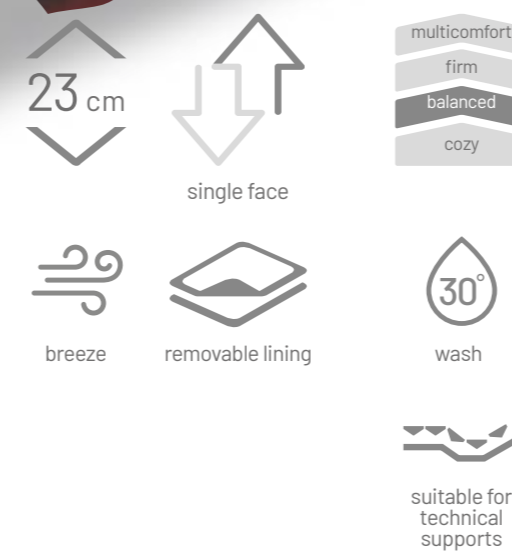 23 cm
single face
multicomfort
firm
balanced
cozy
breeze
removable lining
30°
wash
suitable for
technical
supports